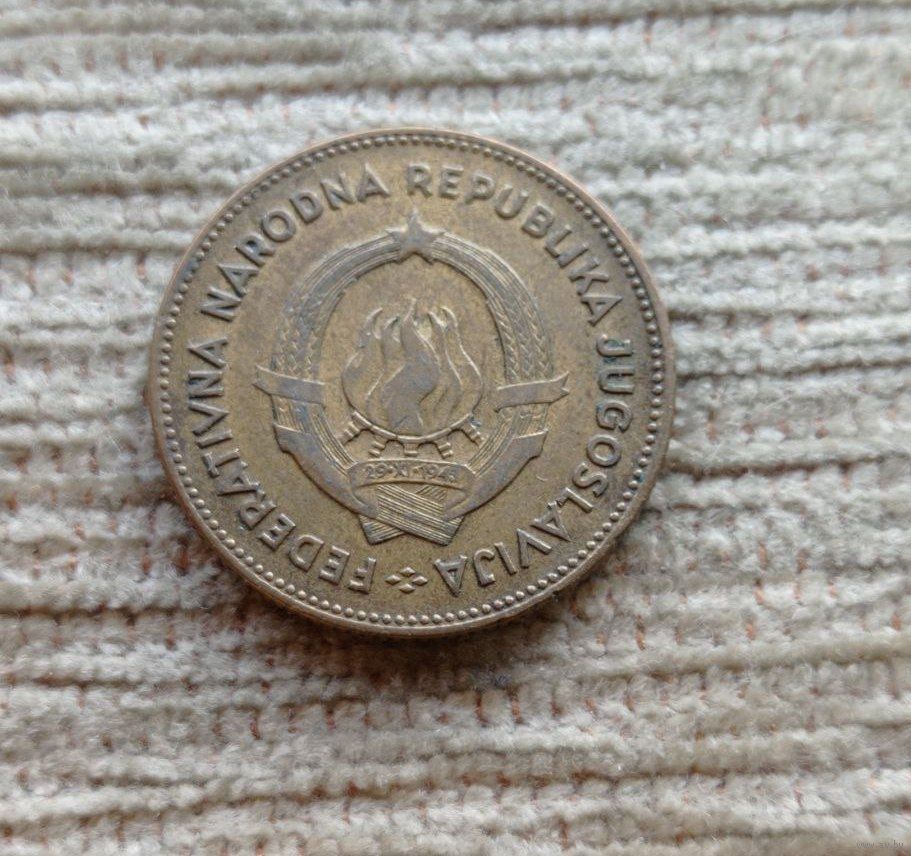 FEDERATIVNA NARODNA REPUBLIKA JUGOSLAVIJA
29·XI·1943